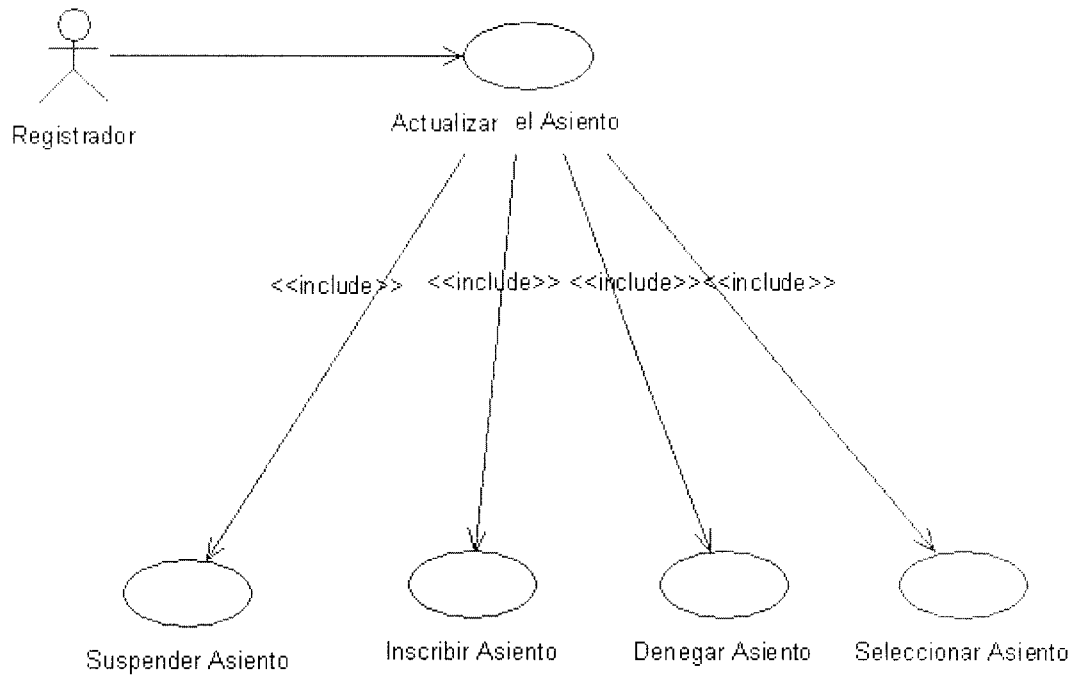 Registrador
Actualizar el Asiento
<<include>>
<<include>>
<<include>>
<<include>>
Suspender Asiento
Inscribir Asiento
Denegar Asiento
Seleccionar Asiento